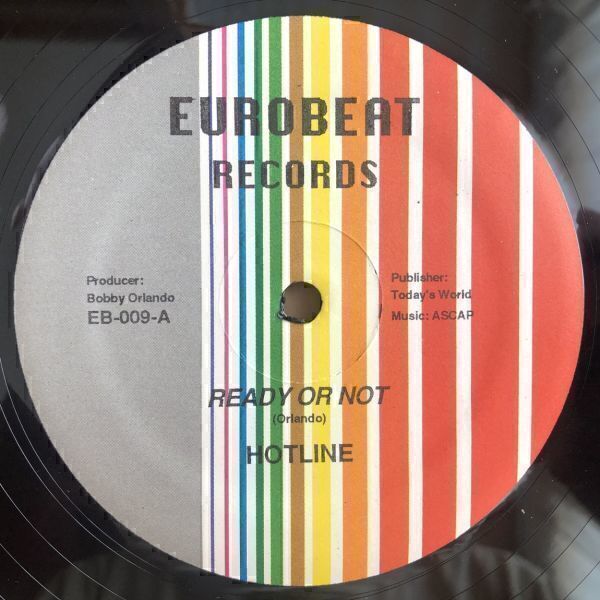 EUROBEAT
RECORDS
Producer:
Bobby Orlando
EB-009-A
Publisher:
Today's World
Music: ASCAP
READY OR NOT
(Orlando)
HOTLINE